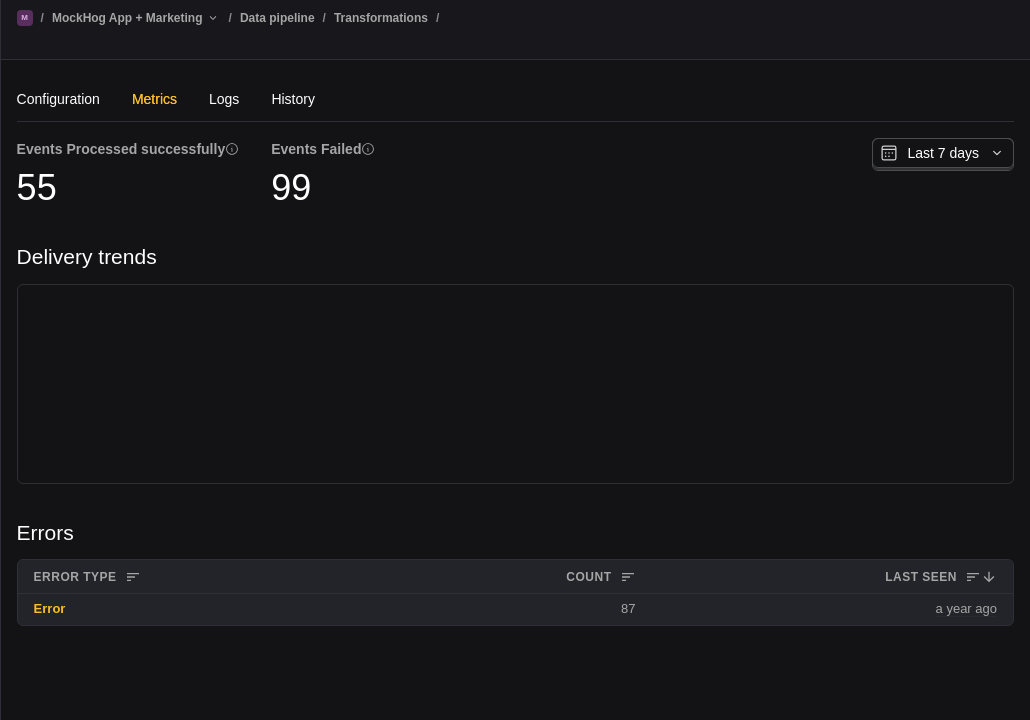 M / MockHog App + Marketing / Data pipeline / Transformations /
Configuration Metrics Logs History
Events Processed successfully Events Failed
Last 7 days
55 99
Delivery trends
Errors
ERROR TYPE COUNT LAST SEEN
Error 87 a year ago